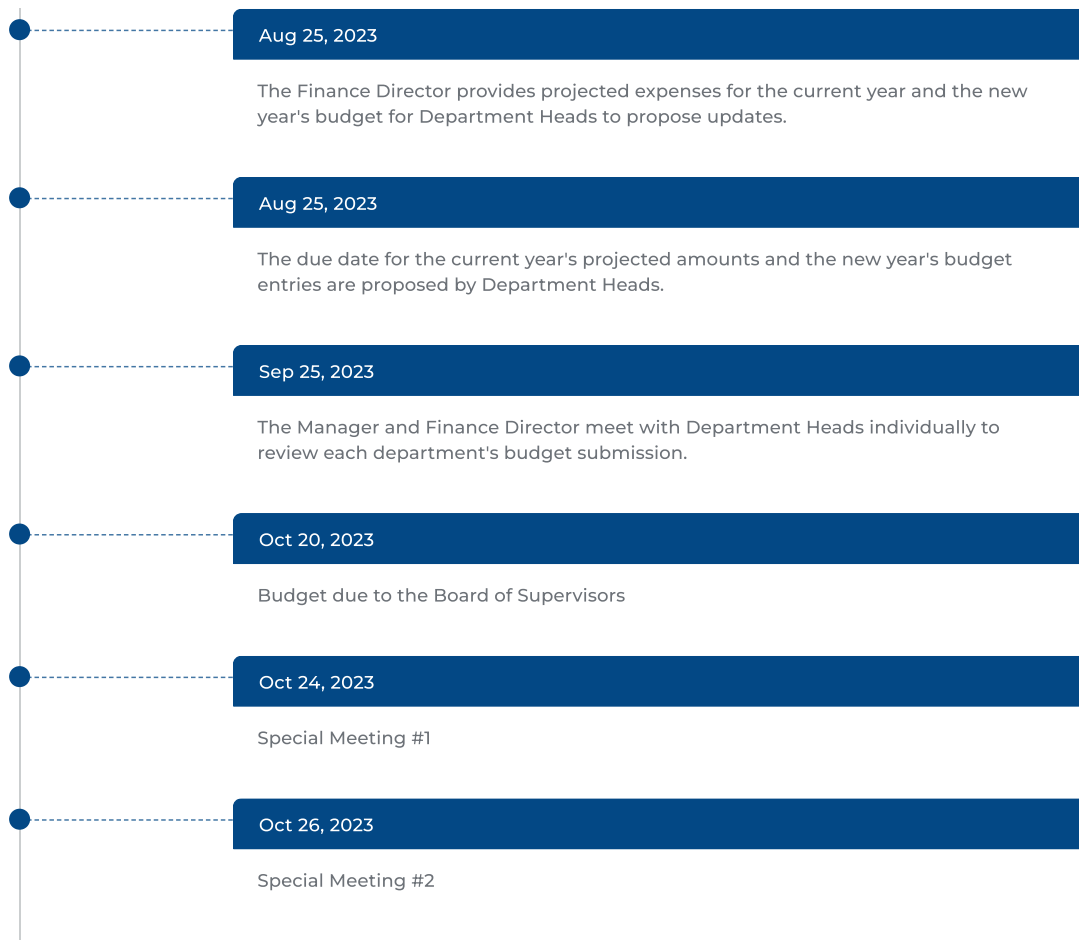 Aug 25, 2023
The Finance Director provides projected expenses for the current year and the new
year's budget for Department Heads to propose updates.
Aug 25, 2023
The due date for the current year's projected amounts and the new year's budget
entries are proposed by Department Heads.
Sep 25, 2023
The Manager and Finance Director meet with Department Heads individually to
review each department's budget submission.
Oct 20, 2023
Budget due to the Board of Supervisors
Oct 24, 2023
Special Meeting #1
Oct 26, 2023
Special Meeting #2